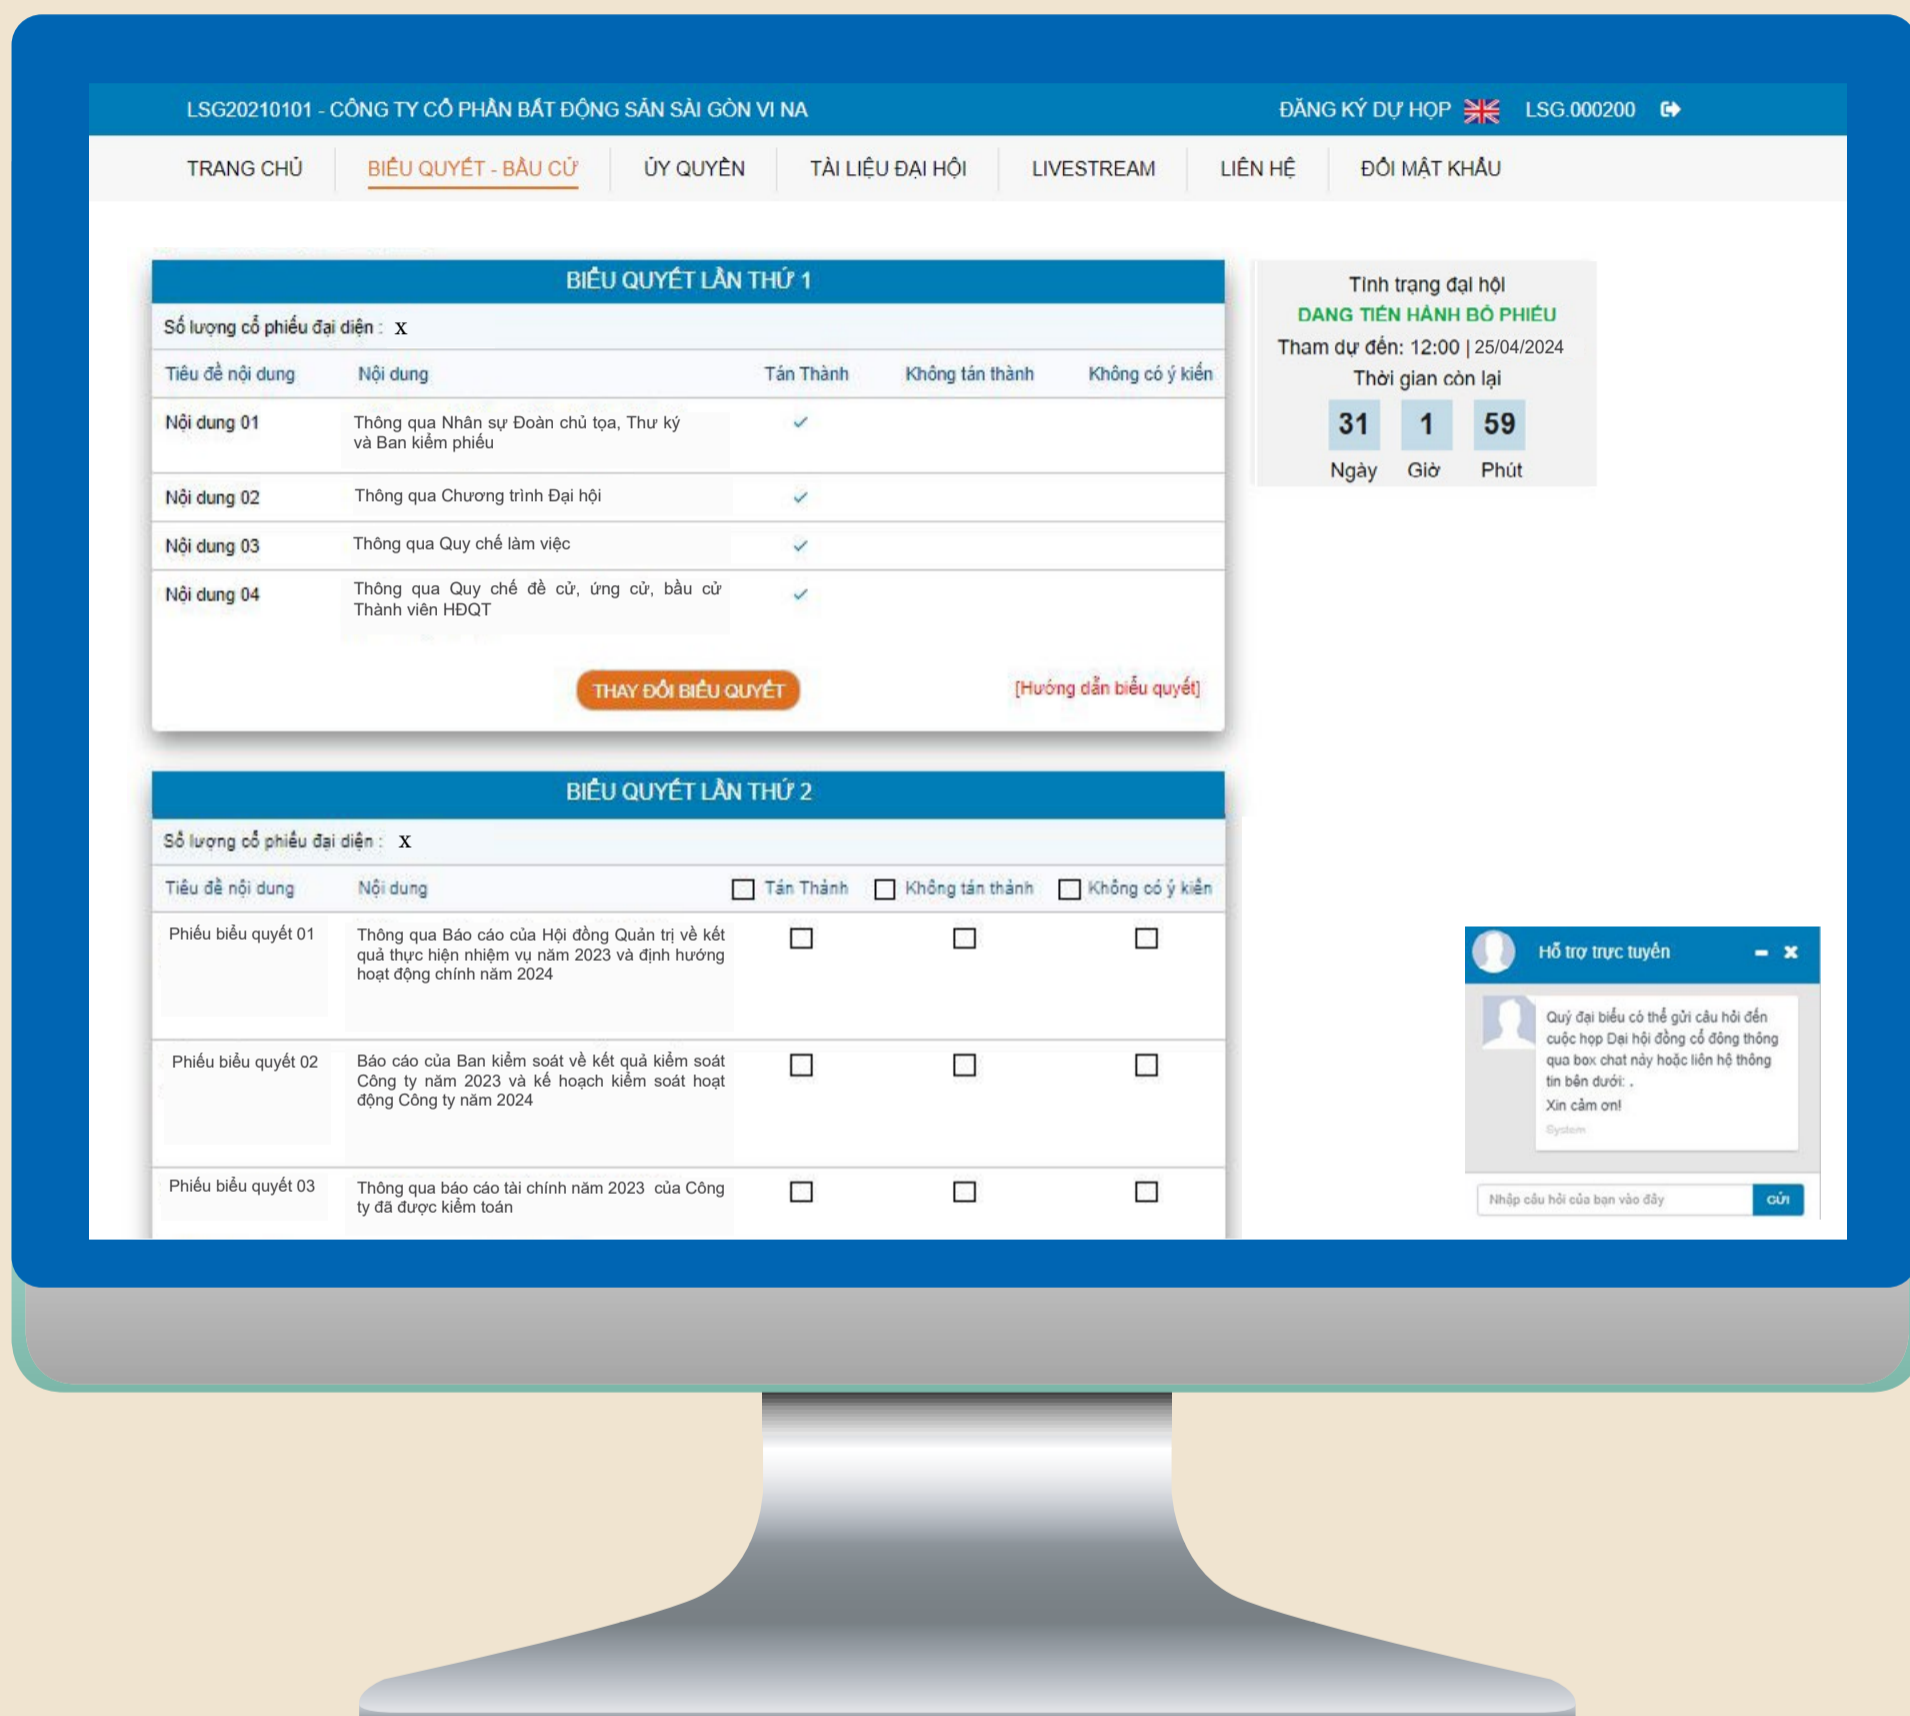 LSG20210101 - CÔNG TY CỔ PHẦN BẤT ĐỘNG SẢN SÀI GÒN VI NA
ĐĂNG KÝ DỰ HỌP LSG.000200
TRANG CHỦ BIỂU QUYẾT - BẦU CỬ ỦY QUYỀN TÀI LIỆU ĐẠI HỘI LIVESTREAM LIÊN HỆ ĐỔI MẬT KHẨU
BIỂU QUYẾT LẦN THỨ 1
Số lượng cổ phiếu đại diện : x
Tiêu đề nội dung Nội dung Tán Thành Không tán thành Không có ý kiến
Nội dung 01 Thông qua Nhân sự Đoàn chủ tọa, Thư ký
và Ban kiểm phiếu
Nội dung 02 Thông qua Chương trình Đại hội
Nội dung 03 Thông qua Quy chế làm việc
Nội dung 04 Thông qua Quy chế đề cử, ứng cử, bầu cử
Thành viên HĐQT
THAY ĐỔI BIỂU QUYẾT
[Hướng dẫn biểu quyết]
Tình trạng đại hội
ĐANG TIẾN HÀNH BỎ PHIẾU
Tham dự đến: 12:00 | 25/04/2024
Thời gian còn lại
31 1 59
Ngày Giờ Phút
BIỂU QUYẾT LẦN THỨ 2
Số lượng cổ phiếu đại diện : x
Tiêu đề nội dung Nội dung Tán Thành Không tán thành Không có ý kiến
Phiếu biểu quyết 01 Thông qua Báo cáo của Hội đồng Quản trị về kết
quả thực hiện nhiệm vụ năm 2023 và định hướng
hoạt động chính năm 2024
Phiếu biểu quyết 02 Báo cáo của Ban kiểm soát về kết quả kiểm soát
Công ty năm 2023 và kế hoạch kiểm soát hoạt
động Công ty năm 2024
Phiếu biểu quyết 03 Thông qua báo cáo tài chính năm 2023 của Công
ty đã được kiểm toán
Hỗ trợ trực tuyến
Quý đại biểu có thể gửi câu hỏi đến
cuộc họp Đại hội đồng cổ đông thông
qua box chat này hoặc liên hệ thông
tin bên dưới: .
Xin cảm ơn!
System
Nhập câu hỏi của bạn vào đây GỬI